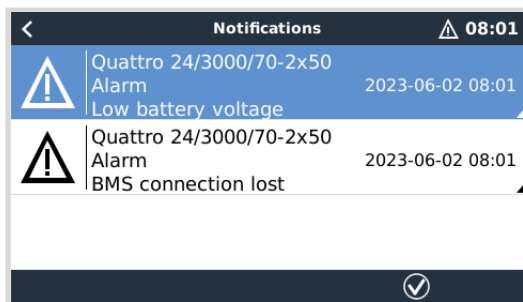 Notifications
08:01
Quattro 24/3000/70-2x50
Alarm
2023-06-02 08:01
Low battery voltage
Quattro 24/3000/70-2x50
Alarm
2023-06-02 08:01
BMS connection lost